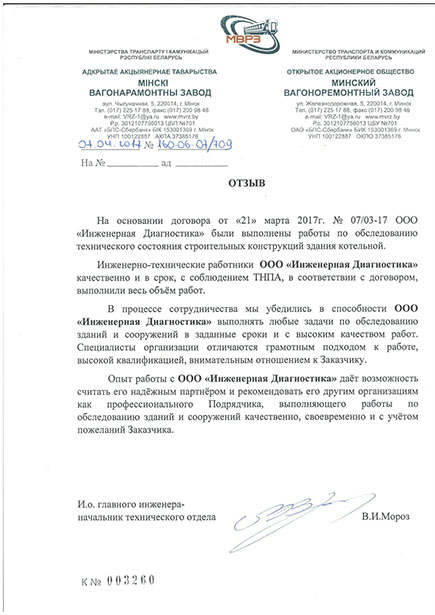 МВРЗ
МІНІСТЭРСТВА ТРАНСПАРТУ І КАМУНІКАЦЫЙ
РЭСПУБЛІКІ БЕЛАРУСЬ
АДКРЫТАЕ АКЦЫЯНЕРНАЕ ТАВАРЫСТВА
МІНСКІ
ВАГОНАРАМОНТНЫ ЗАВОД
вул. Чыгуначная, 5, 220014, г. Мінск
Тэл. (017) 225 17 88, факс (017) 200 98 46
e-mail: VRZ-1@ya.ru www.mvrz.by
Р.р. 3012107756013 ЦБУ №701
ААТ «БПС-Сбербанк» БІК 153001369 г. Мінск
УНП 100122887 АКПО 37385176
МИНИСТЕРСТВО ТРАНСПОРТА И КОММУНИКАЦИЙ
РЕСПУБЛИКИ БЕЛАРУСЬ
ОТКРЫТОЕ АКЦИОНЕРНОЕ ОБЩЕСТВО
МИНСКИЙ
ВАГОНОРЕМОНТНЫЙ ЗАВОД
ул. Железнодорожная, 5, 220014, г. Минск
Тел. (017) 225 17 88, факс (017) 200 98 46
e-mail: VRZ-1@ya.ru www.mvrz.by
Р.с. 3012107756013 ЦБУ №701
ОАО «БПС-Сбербанк» БИК 153001369 г. Минск
УНП 100122887 ОКПО 37385176
04.2017 № 160-06-07/709
На № ад
ОТЗЫВ
На основании договора от «21» марта 2017г. № 07/03-17 ООО
«Инженерная Диагностика» были выполнены работы по обследованию
технического состояния строительных конструкций здания котельной.
Инженерно-технические работники ООО «Инженерная Диагностика»
качественно и в срок, с соблюдением ТНПА, в соответствии с договором,
выполнили весь объём работ.
В процессе сотрудничества мы убедились в способности ООО
«Инженерная Диагностика» выполнять любые задачи по обследованию
зданий и сооружений в заданные сроки и с высоким качеством работ.
Специалисты организации отличаются грамотным подходом к работе,
высокой квалификацией, внимательным отношением к Заказчику.
Опыт работы с ООО «Инженерная Диагностика» даёт возможность
считать его надёжным партнёром и рекомендовать его другим организациям
как профессионального Подрядчика, выполняющего работы по
обследованию зданий и сооружений качественно, своевременно и с учётом
пожеланий Заказчика.
И.о. главного инженера-
начальник технического отдела В.И.Мороз
К № 003260